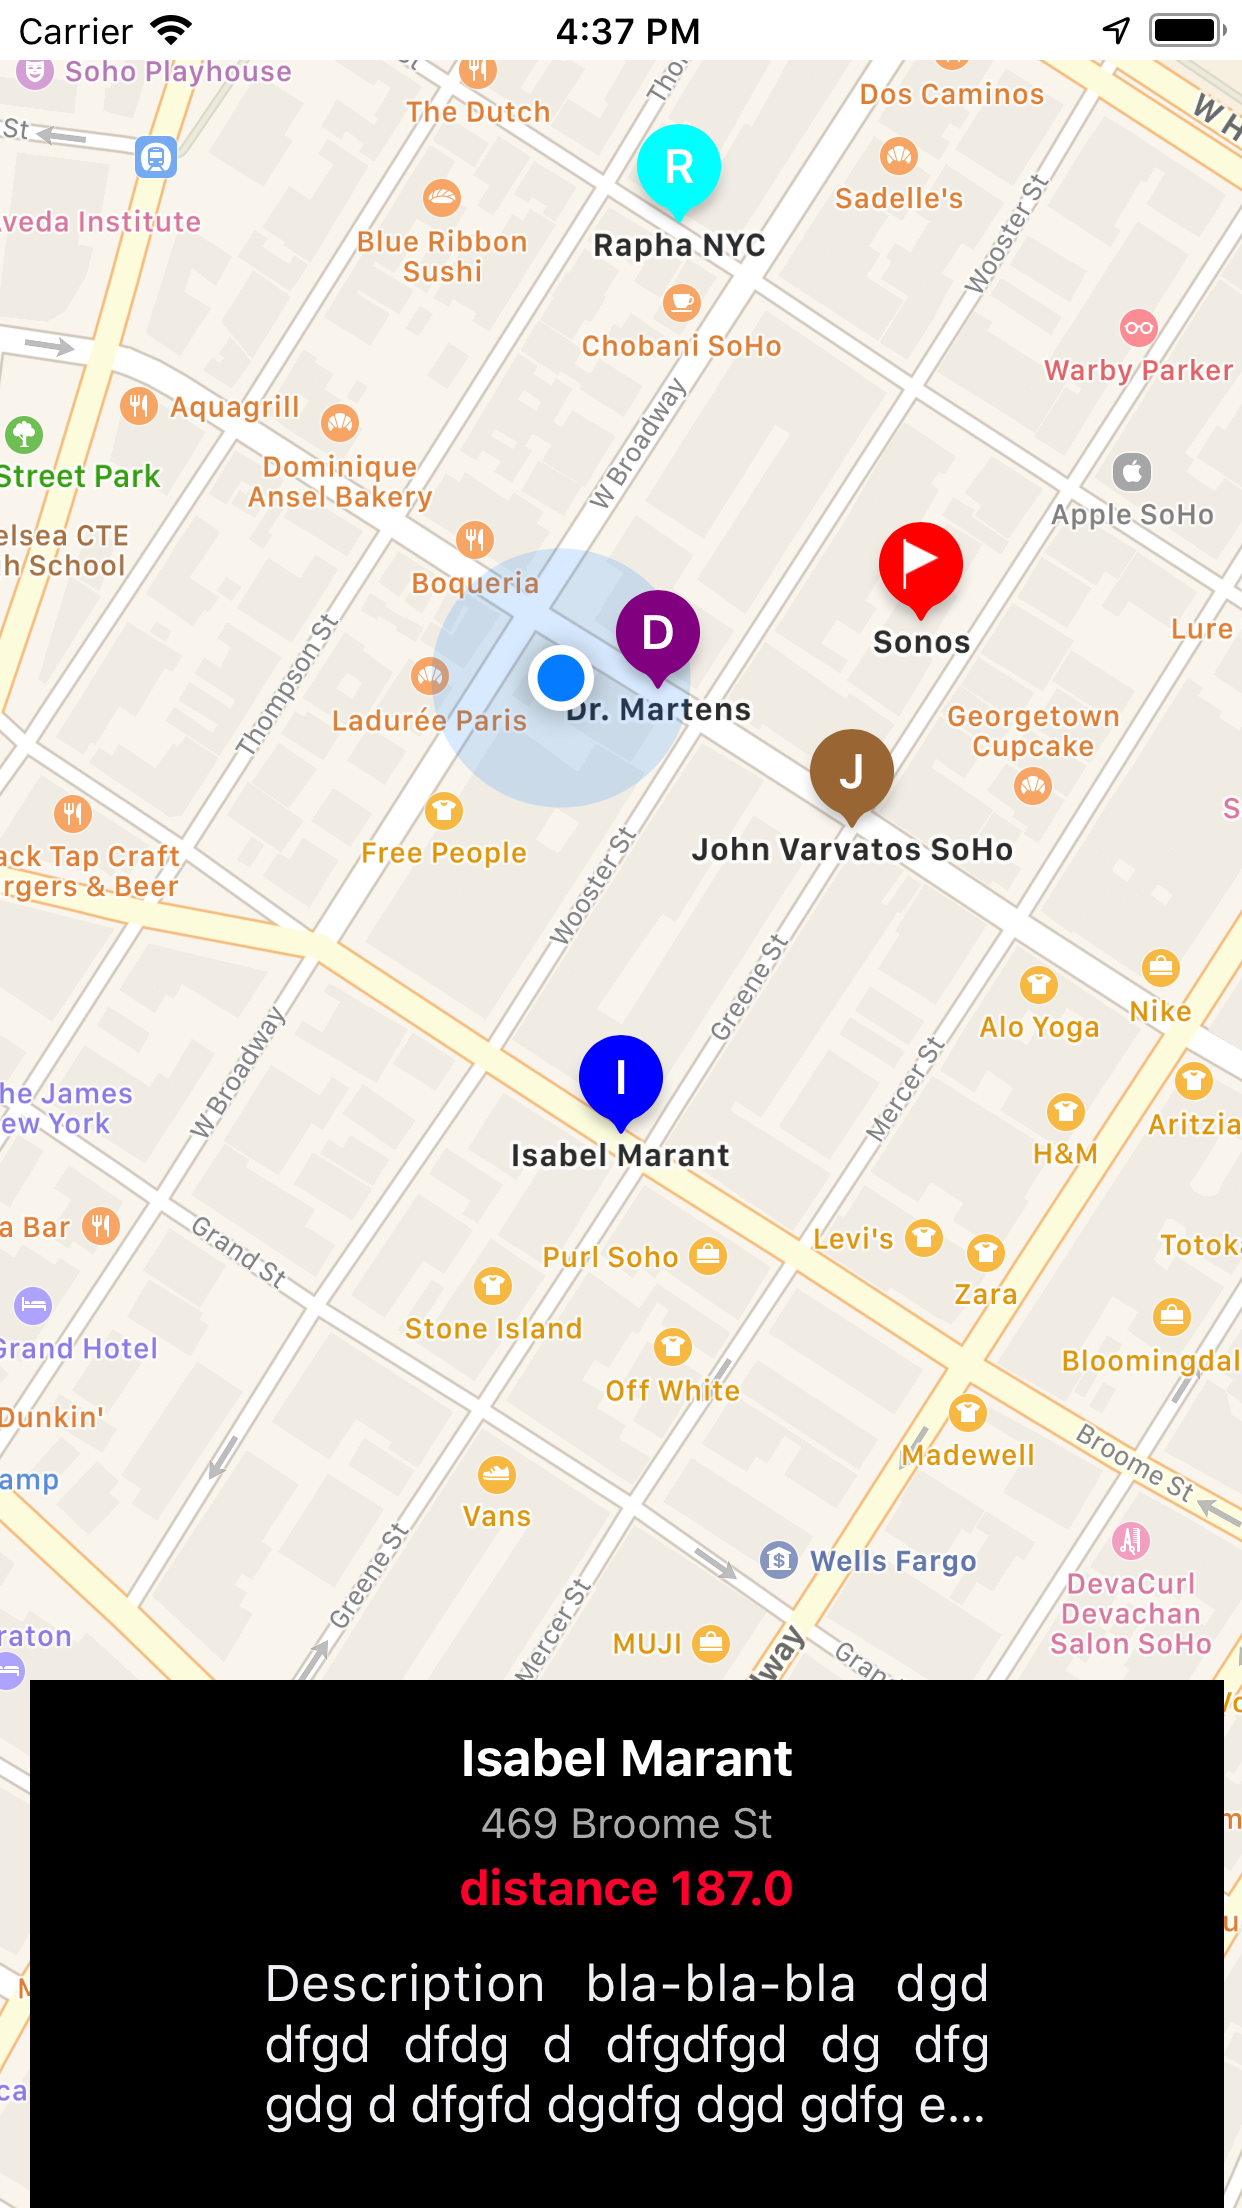 Carrier
4:37 PM
Soho Playhouse
The Dutch
Dos Caminos
St
R
Sadelle's
Wooster St
veda Institute
Blue Ribbon
Sushi
Rapha NYC
Chobani SoHo
Warby Parker
Aquagrill
W Broadway
Street Park
Dominique
Ansel Bakery
Apple SoHo
elsea CTE
h School
Boqueria
D
Sonos
Lure
Thompson St
Ladurée Paris
Dr. Martens
Georgetown
Cupcake
J
S
ack Tap Craft
rgers & Beer
Free People
John Varvatos SoHo
Wooster St
Greene St
Nike
Alo Yoga
W Broadway
he James
ew York
I
Mercer St
Aritzia
H&M
Isabel Marant
a Bar
Grand St
Purl Soho
Levi's
Totok
Zara
Stone Island
Grand Hotel
Bloomingdal
Off White
Dunkin'
Madewell
Broome St
amp
Vans
Wells Fargo
Greene St
Mercer St
DevaCurl
Devachan
Salon SoHo
raton
MUJI
lway
Gran
Isabel Marant
469 Broome St
distance 187.0
Description bla-bla-bla dgd
dfgd dfdg d dfgdfgd dg dfg
gdg d dfgfd dgdfg dgd gdfg e...
ca